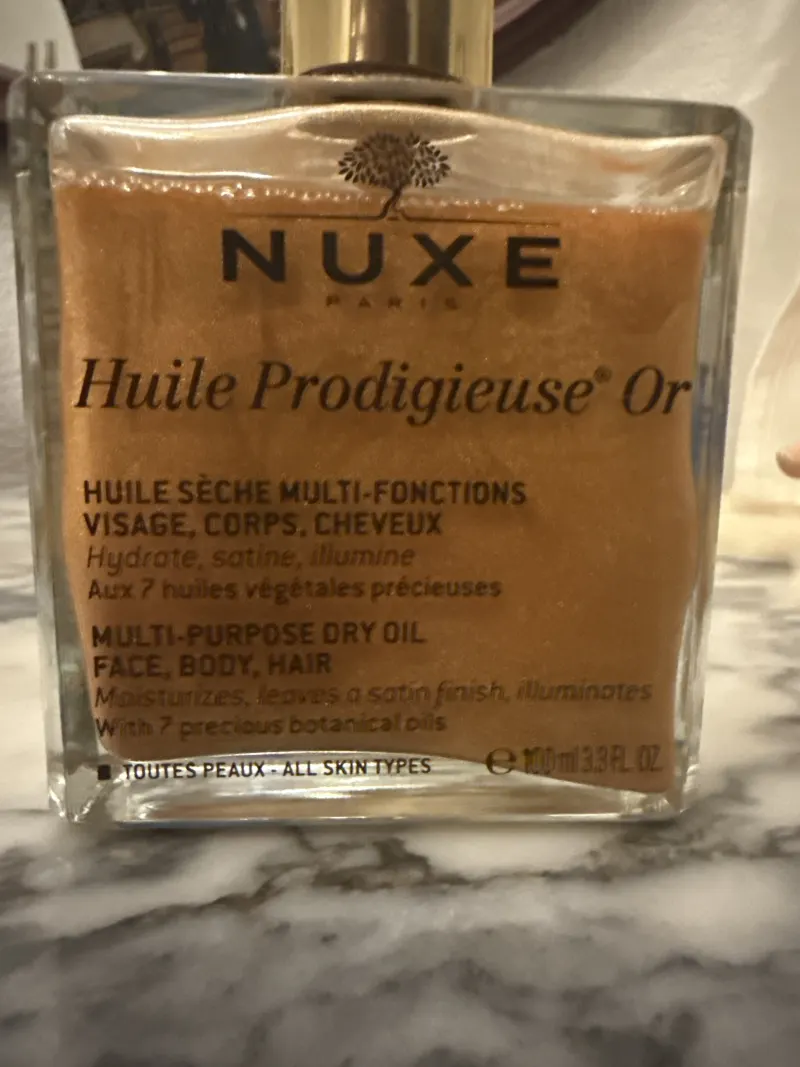 NUXE
PARIS
Huile Prodigieuse® Or
HUILE SÈCHE MULTI-FONCTIONS
VISAGE, CORPS, CHEVEUX
Hydrate, satine, illumine
Aux 7 huiles végétales précieuses
MULTI-PURPOSE DRY OIL
FACE, BODY, HAIR
Moisturizes, leaves a satin finish, illuminates
With 7 precious botanical oils
TOUTES PEAUX - ALL SKIN TYPES
℮ 100 ml 3.3 FL. OZ.